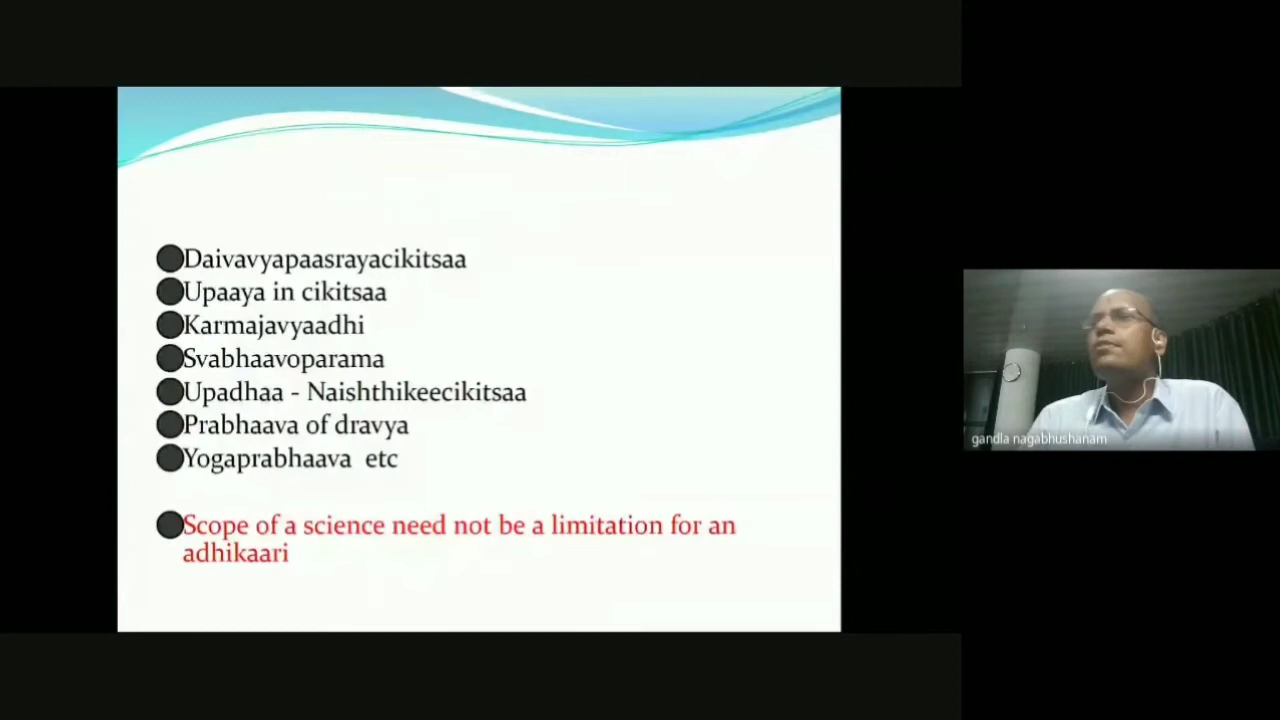 Daivavyapaasrayacikitsaa
Upaaya in cikitsaa
Karmajavyaadhi
Svabhaavoparama
Upadhaa - Naishthikeecikitsaa
Prabhaava of dravya
Yogaprabhaava etc
Scope of a science need not be a limitation for an
adhikaari
gandla nagabhushanam